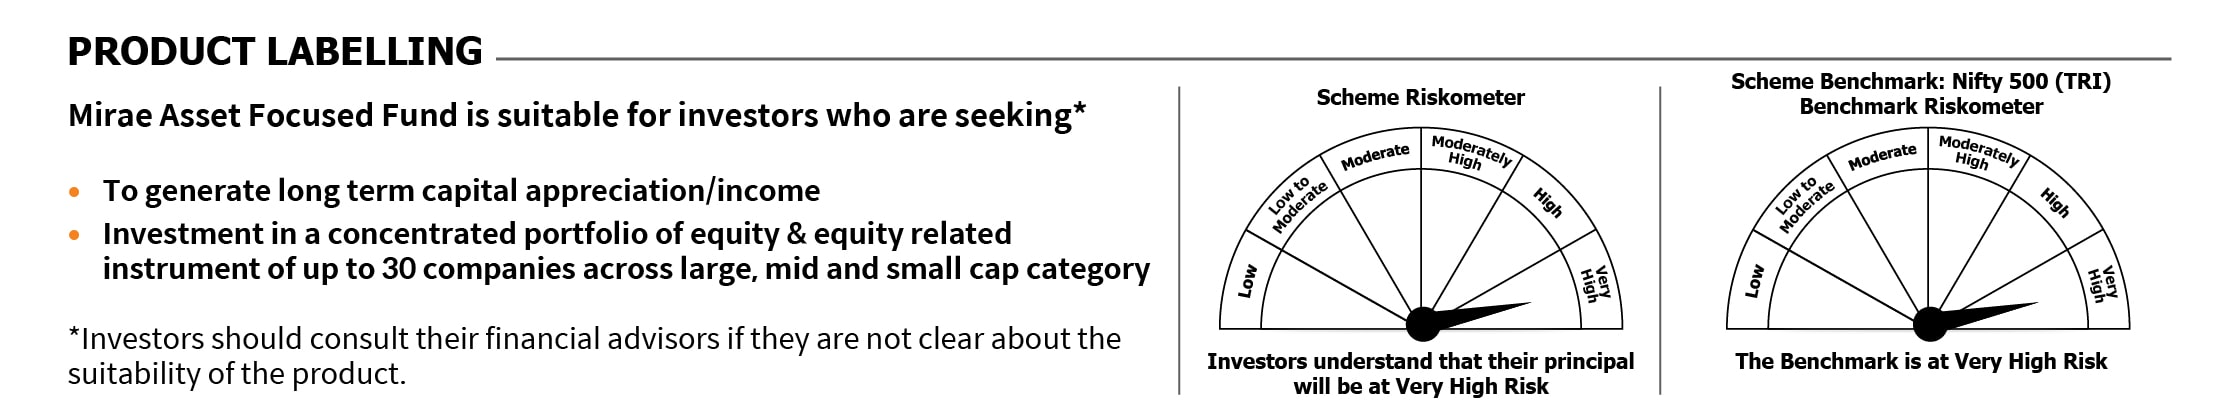 PRODUCT LABELLING
Mirae Asset Focused Fund is suitable for investors who are seeking*
• To generate long term capital appreciation/income
• Investment in a concentrated portfolio of equity & equity related
instrument of up to 30 companies across large, mid and small cap category
*Investors should consult their financial advisors if they are not clear about the
suitability of the product.
Scheme Riskometer
Low
Low to
Moderate
Moderate
Moderately
High
High
Very
High
Investors understand that their principal
will be at Very High Risk
Scheme Benchmark: Nifty 500 (TRI)
Benchmark Riskometer
Low
Low to
Moderate
Moderate
Moderately
High
High
Very
High
The Benchmark is at Very High Risk